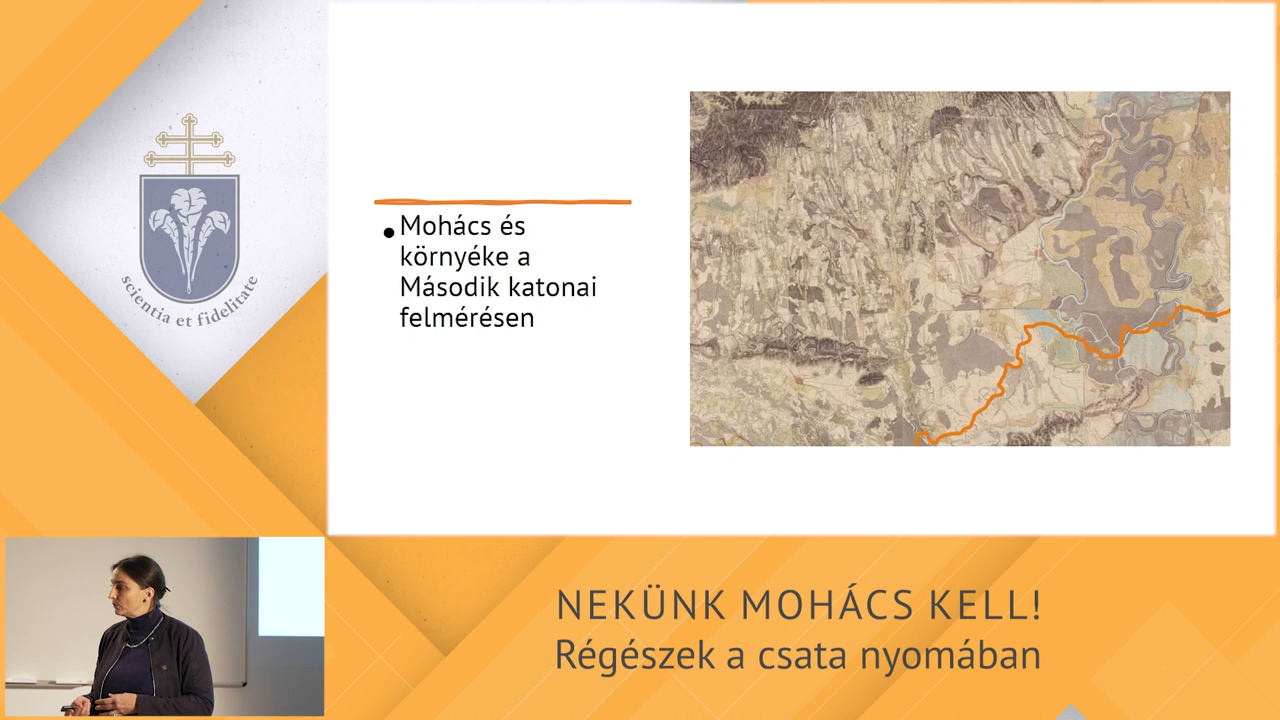 scientia et fidelitate
Mohács és
környéke a
Második katonai
felmérésen
NEKÜNK MOHÁCS KELL!
Régészek a csata nyomában